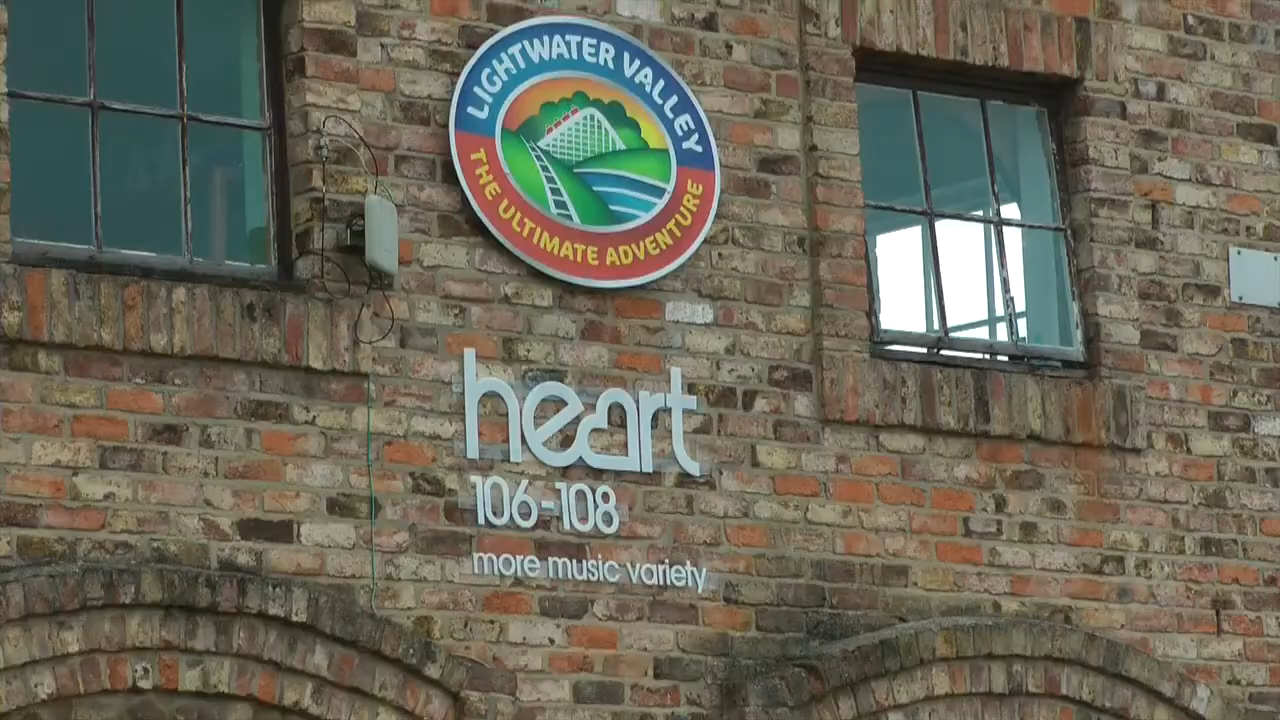 LIGHTWATER VALLEY
THE ULTIMATE ADVENTURE
heart
106-108
more music variety